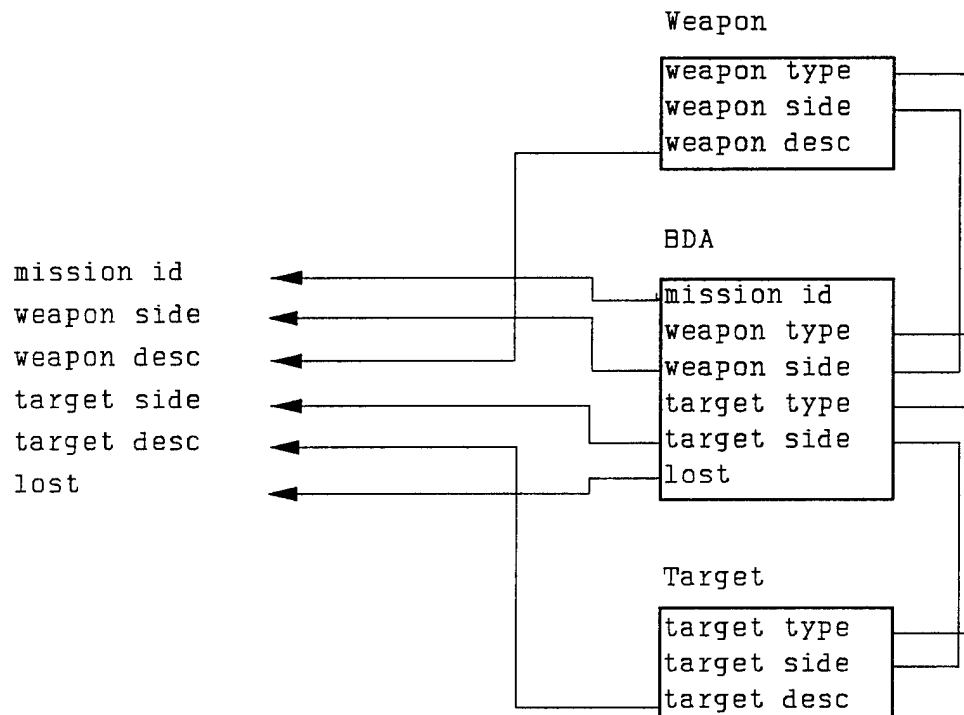 Weapon
weapon type
weapon side
weapon desc
BDA
mission id
weapon type
weapon side
target type
target side
lost
Target
target type
target side
target desc
mission id
weapon side
weapon desc
target side
target desc
lost